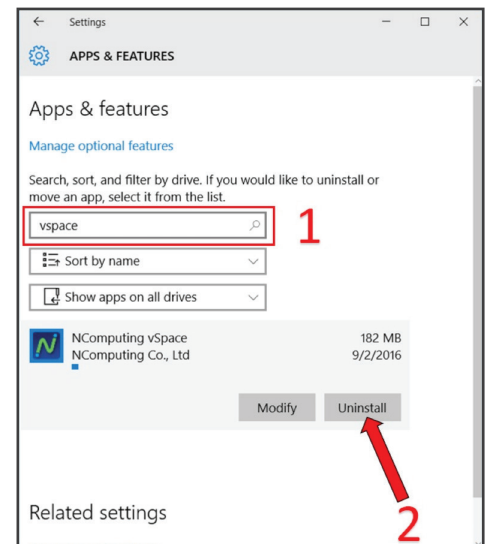 Settings
APPS & FEATURES
Apps & features
Manage optional features
Search, sort, and filter by drive. If you would like to uninstall or
move an app, select it from the list.
vspace
1
Sort by name
Show apps on all drives
NComputing vSpace 182 MB
NComputing Co., Ltd 9/2/2016
Modify Uninstall
Related settings
2